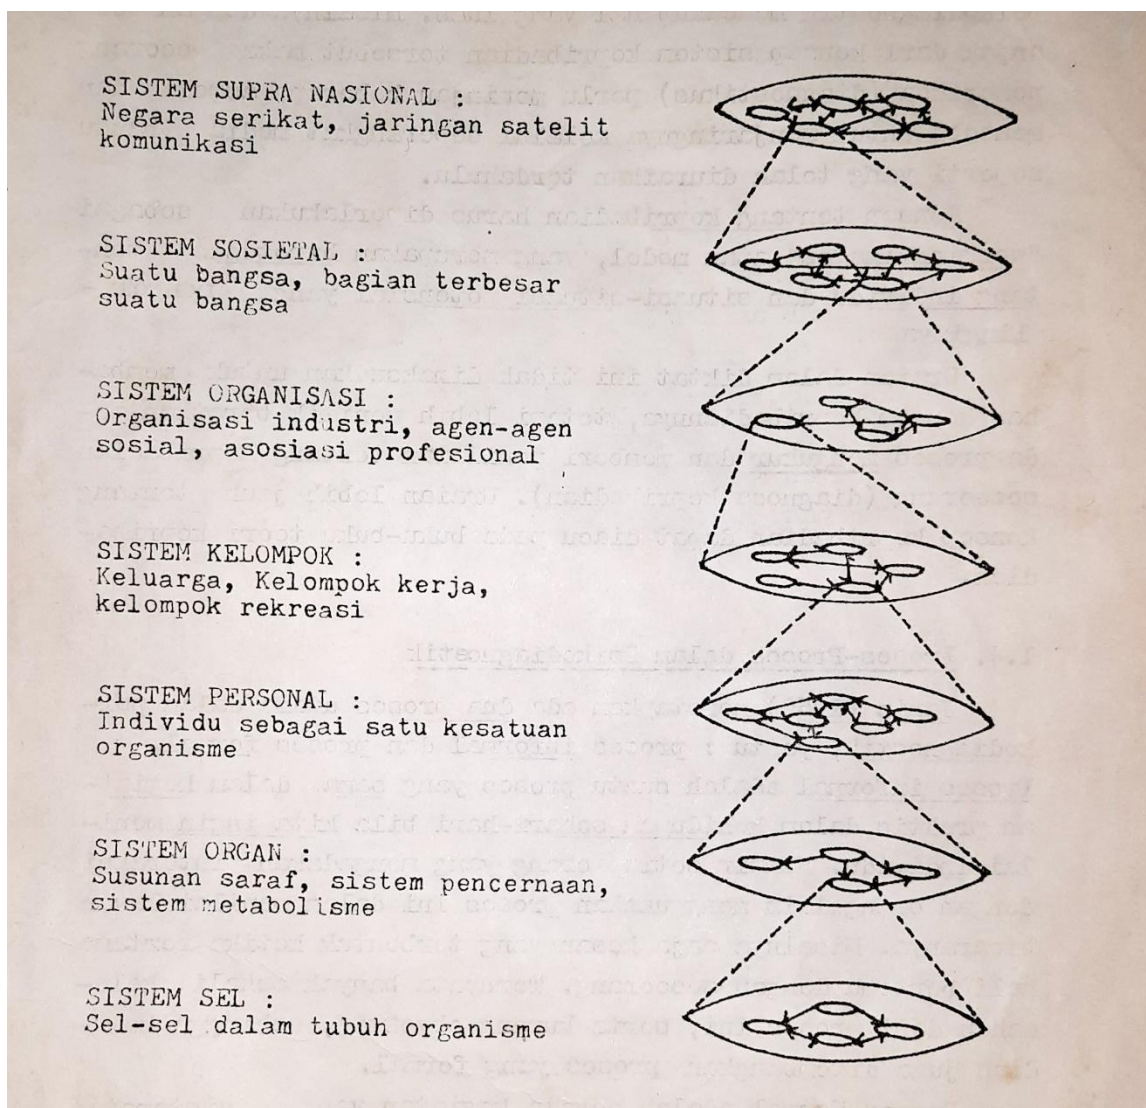 SISTEM SUPRA NASIONAL :
Negara serikat, jaringan satelit
komunikasi
SISTEM SOSIETAL :
Suatu bangsa, bagian terbesar
suatu bangsa
SISTEM ORGANISASI :
Organisasi industri, agen-agen
sosial, asosiasi profesional
SISTEM KELOMPOK :
Keluarga, Kelompok kerja,
kelompok rekreasi
SISTEM PERSONAL :
Individu sebagai satu kesatuan
organisme
SISTEM ORGAN :
Susunan saraf, sistem pencernaan,
sistem metabolisme
SISTEM SEL :
Sel-sel dalam tubuh organisme